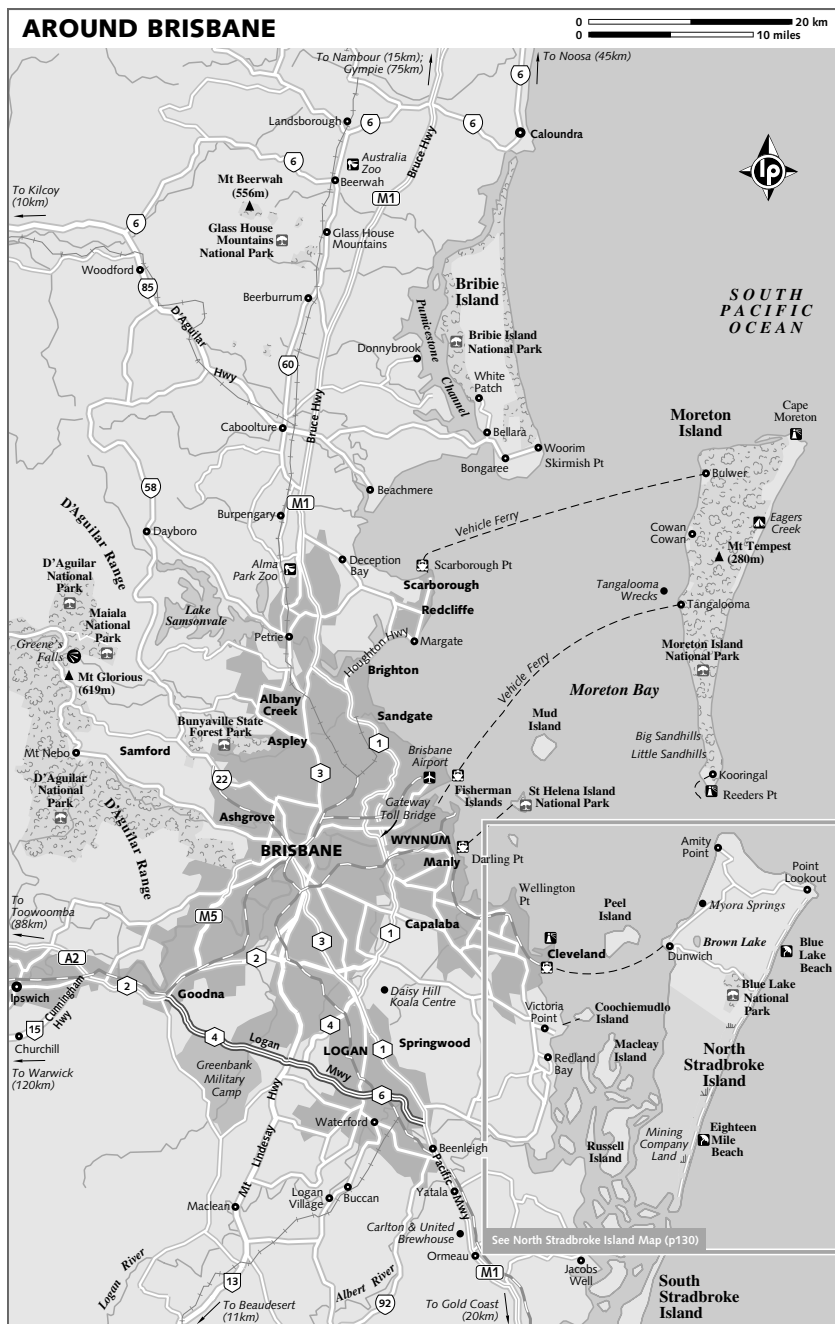 AROUND BRISBANE
0 20 km
0 10 miles
To Nambour (15km);
Gympie (75km)
To Noosa (45km)
6
Landsborough
6
6
Caloundra
Bruce Hwy
Australia
Zoo
6
Beerwah
Mt Beerwah
(556m)
M1
lp
To Kilcoy
(10km)
6
Glass House
Mountains
National Park
Glass House
Mountains
Woodford
85
Beerburrum
Bribie
Island
SOUTH
PACIFIC
OCEAN
D'Aguilar
Hwy
Pumicestone
Channel
Bribie Island
National Park
Donnybrook
60
White
Patch
Bruce Hwy
Caboolture
Bellara
Woorim
Skirmish Pt
Bongaree
Moreton
Island
Cape
Moreton
Bulwer
58
Beachmere
M1
Burpengary
Vehicle Ferry
Eagers
Creek
Cowan
Cowan
Mt Tempest
(280m)
D'Aguilar Range
Dayboro
D'Aguilar
National
Park
Alma
Park Zoo
Deception
Bay
Scarborough Pt
Scarborough
Redcliffe
Tangalooma
Wrecks
Tangalooma
Maiala
National
Park
Lake
Samsonvale
Petrie
Margate
Houghton Hwy
Greene's
Falls
Mt Glorious
(619m)
Brighton
Vehicle Ferry
Moreton Island
National Park
Moreton Bay
Albany
Creek
Sandgate
Mud
Island
Bunyaville State
Forest Park
Aspley
1
Big Sandhills
Little Sandhills
Mt Nebo
Samford
3
Brisbane
Airport
Kooringal
Reeders Pt
22
D'Aguilar
National
Park
Fisherman
Islands
St Helena Island
National Park
Gateway
Toll Bridge
Ashgrove
D'Aguilar Range
BRISBANE
WYNNUM
Manly
Darling Pt
Amity
Point
Point
Lookout
Wellington
Pt
Peel
Island
Myora Springs
To
Toowoomba
(88km)
M5
Capalaba
1
3
Brown Lake
Blue
Lake
Beach
Cleveland
Dunwich
A2
2
2
Ipswich
Cunningham
Hwy
Goodna
Daisy Hill
Koala Centre
Blue Lake
National
Park
Victoria
Point
Coochiemudlo
Island
15
Churchill
4
Logan
Mwy
4
LOGAN
1
Springwood
Macleay
Island
Redland
Bay
North
Stradbroke
Island
To Warwick
(120km)
Greenbank
Military
Camp
6
Waterford
Mining
Company
Land
Eighteen
Mile
Beach
Russell
Island
Beenleigh
Mt Lindesay
Hwy
Pacific
Mwy
Logan
Village
Buccan
Yatala
Maclean
Carlton & United
Brewhouse
See North Stradbroke Island Map (p130)
Ormeau
Logan River
Albert River
M1
Jacobs
Well
13
92
To Beaudesert
(11km)
To Gold Coast
(20km)
South
Stradbroke
Island